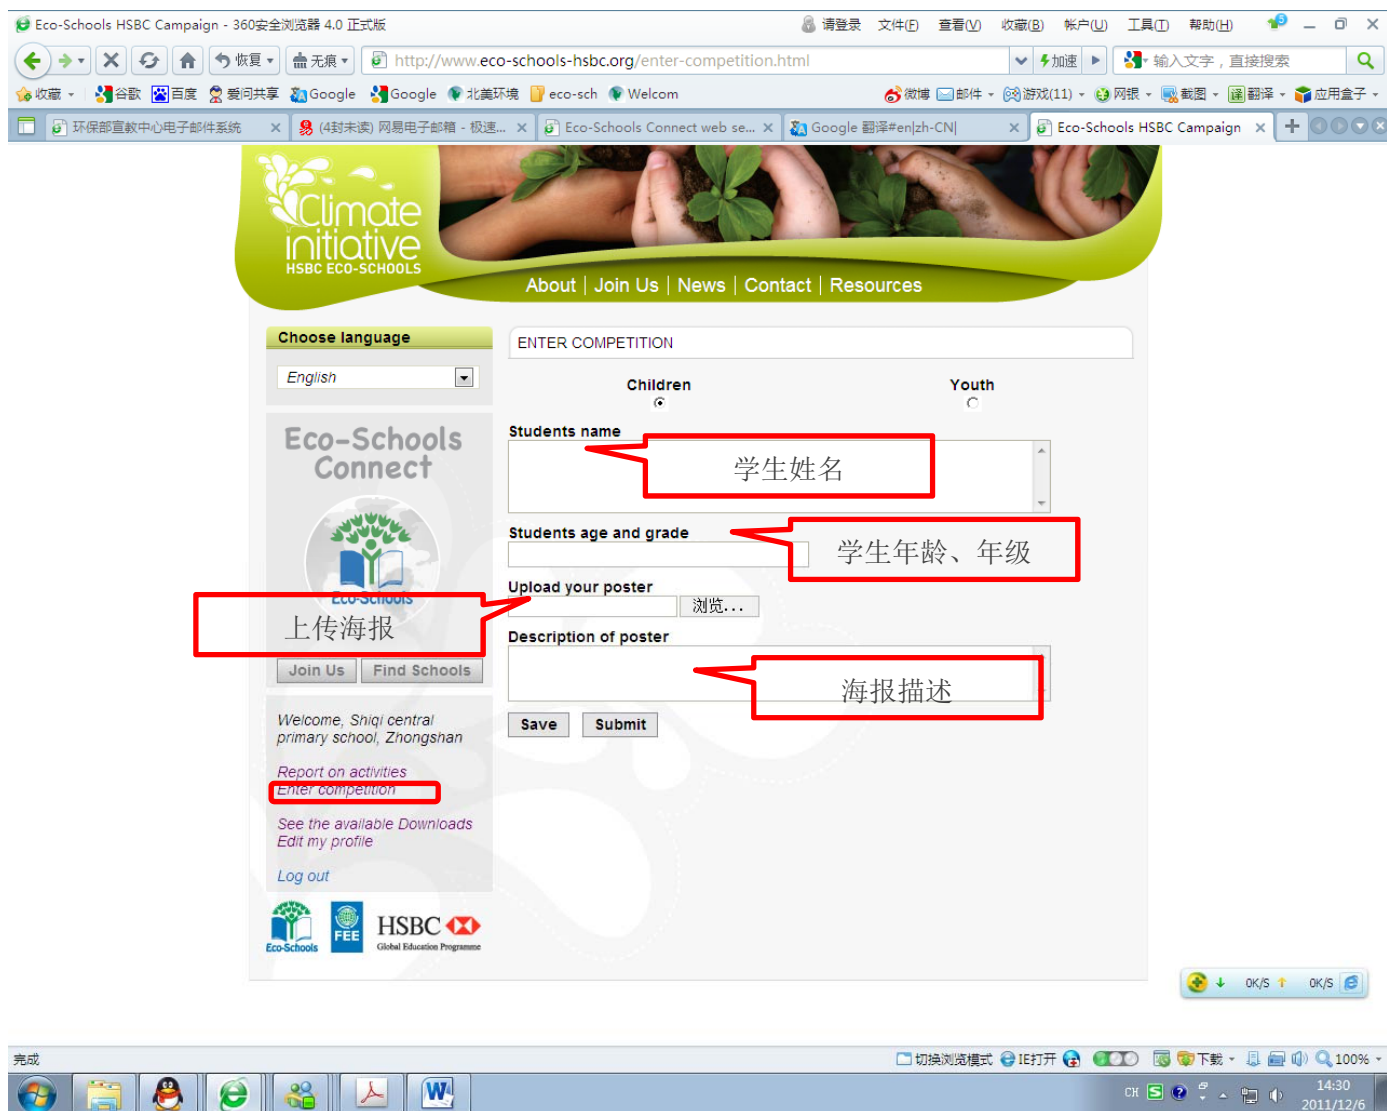 Eco-Schools HSBC Campaign - 360安全浏览器 4.0 正式版
请登录 文件(F) 查看(V) 收藏(B) 帐户(U) 工具(T) 帮助(H)
恢复 无痕 http://www.eco-schools-hsbc.org/enter-competition.html 加速 输入文字，直接搜索
收藏 谷歌 百度 爱问共享 Google Google 北美环境 eco-sch Welcom 微博 邮件 游戏(11) 网银 截图 翻译 应用盒子
环保部宣教中心电子邮件系统 (4封未读) 网易电子邮箱 - 极速... Eco-Schools Connect web se... Google 翻译#en|zh-CN| Eco-Schools HSBC Campaign
Climate
initiative
HSBC ECO-SCHOOLS
About | Join Us | News | Contact | Resources
Choose language
English
Eco-Schools
Connect
Eco-Schools
上传海报
Join Us Find Schools
Welcome, Shiqi central
primary school, Zhongshan
Report on activities
Enter competition
See the available Downloads
Edit my profile
Log out
Eco-Schools FEE HSBC
Global Education Programme
ENTER COMPETITION
Children Youth
Students name
学生姓名
Students age and grade
学生年龄、年级
Upload your poster
浏览...
Description of poster
海报描述
Save Submit
0K/S 0K/S
完成 切换浏览模式 IE打开 下载 100%
CH 14:30
2011/12/6